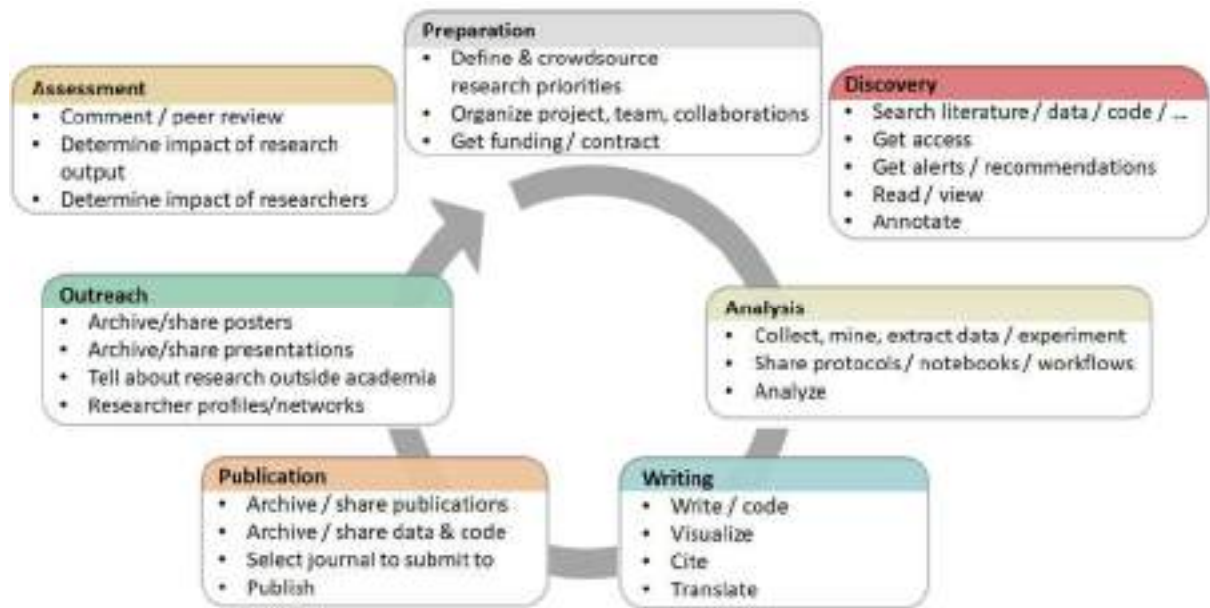 Preparation
• Define & crowdsource
research priorities
• Organize project, team, collaborations
• Get funding / contract
Discovery
• Search literature / data / code / ...
• Get access
• Get alerts / recommendations
• Read / view
• Annotate
Analysis
• Collect, mine, extract data / experiment
• Share protocols / notebooks / workflows
• Analyze
Writing
• Write / code
• Visualize
• Cite
• Translate
Publication
• Archive / share publications
• Archive / share data & code
• Select journal to submit to
• Publish
Outreach
• Archive/share posters
• Archive/share presentations
• Tell about research outside academia
• Researcher profiles/networks
Assessment
• Comment / peer review
• Determine impact of research
output
• Determine impact of researchers